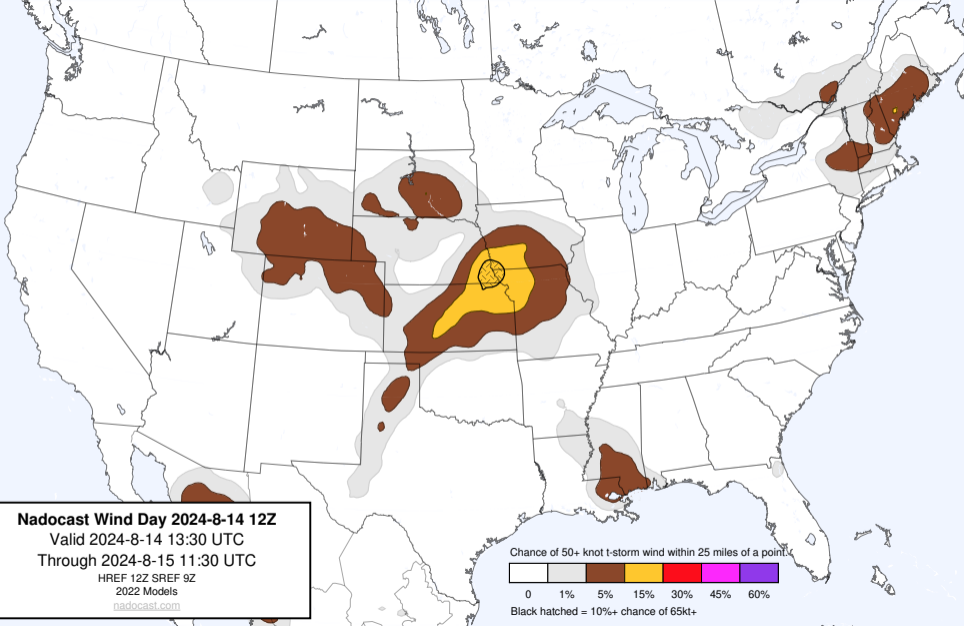 Nadocast Wind Day 2024-8-14 12Z
Valid 2024-8-14 13:30 UTC
Through 2024-8-15 11:30 UTC
HREF 12Z SREF 9Z
2022 Models
nadocast.com
Chance of 50+ knot t-storm wind within 25 miles of a point.
0 1% 5% 15% 30% 45% 60%
Black hatched = 10%+ chance of 65kt+